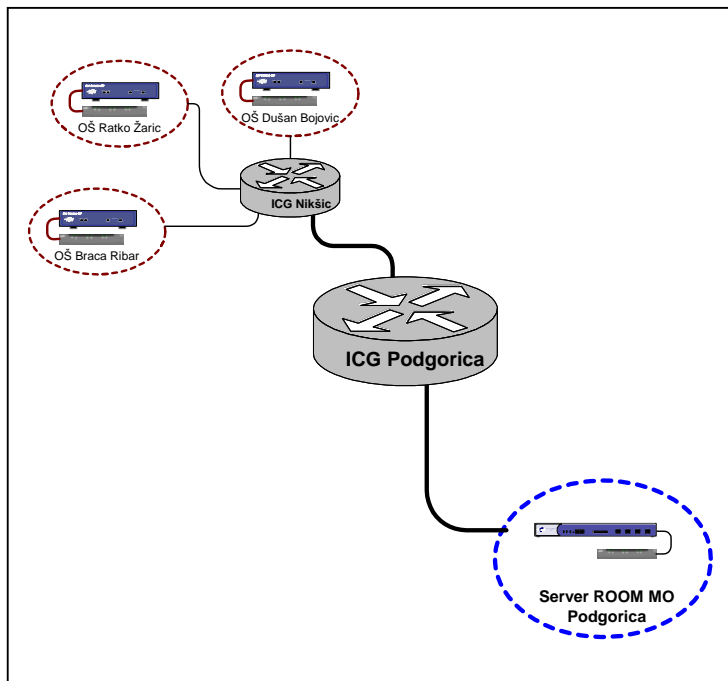 OŠ Dušan Bojovic
OŠ Ratko Žaric
ICG Nikšic
OŠ Braca Ribar
ICG Podgorica
Server ROOM MO
Podgorica